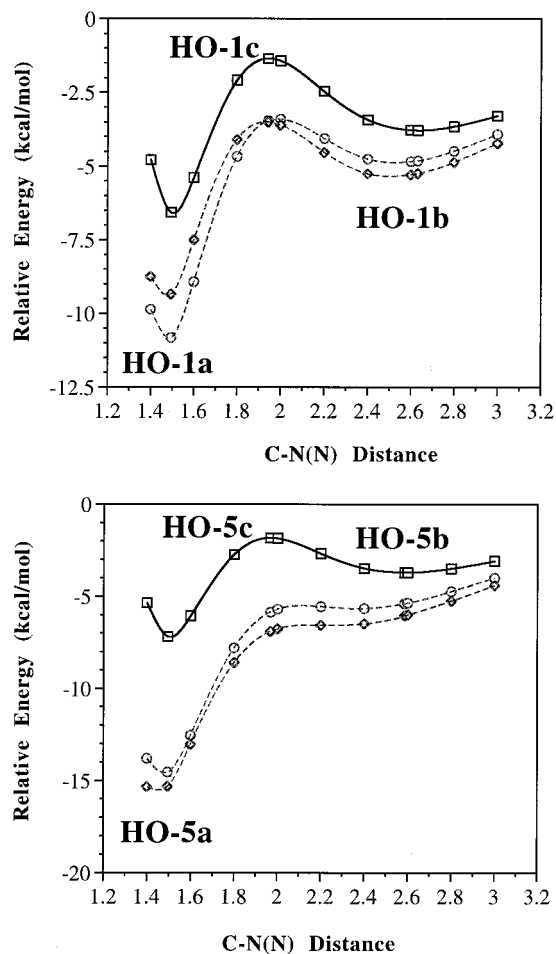 0
HO-1c
-2.5
-5
HO-1b
-7.5
-10
HO-1a
-12.5
1.2 1.4 1.6 1.8 2 2.2 2.4 2.6 2.8 3 3.2
Relative Energy (kcal/mol)
C-N(N) Distance
0
HO-5c
HO-5b
-5
-10
-15
HO-5a
-20
1.2 1.4 1.6 1.8 2 2.2 2.4 2.6 2.8 3 3.2
Relative Energy (kcal/mol)
C-N(N) Distance